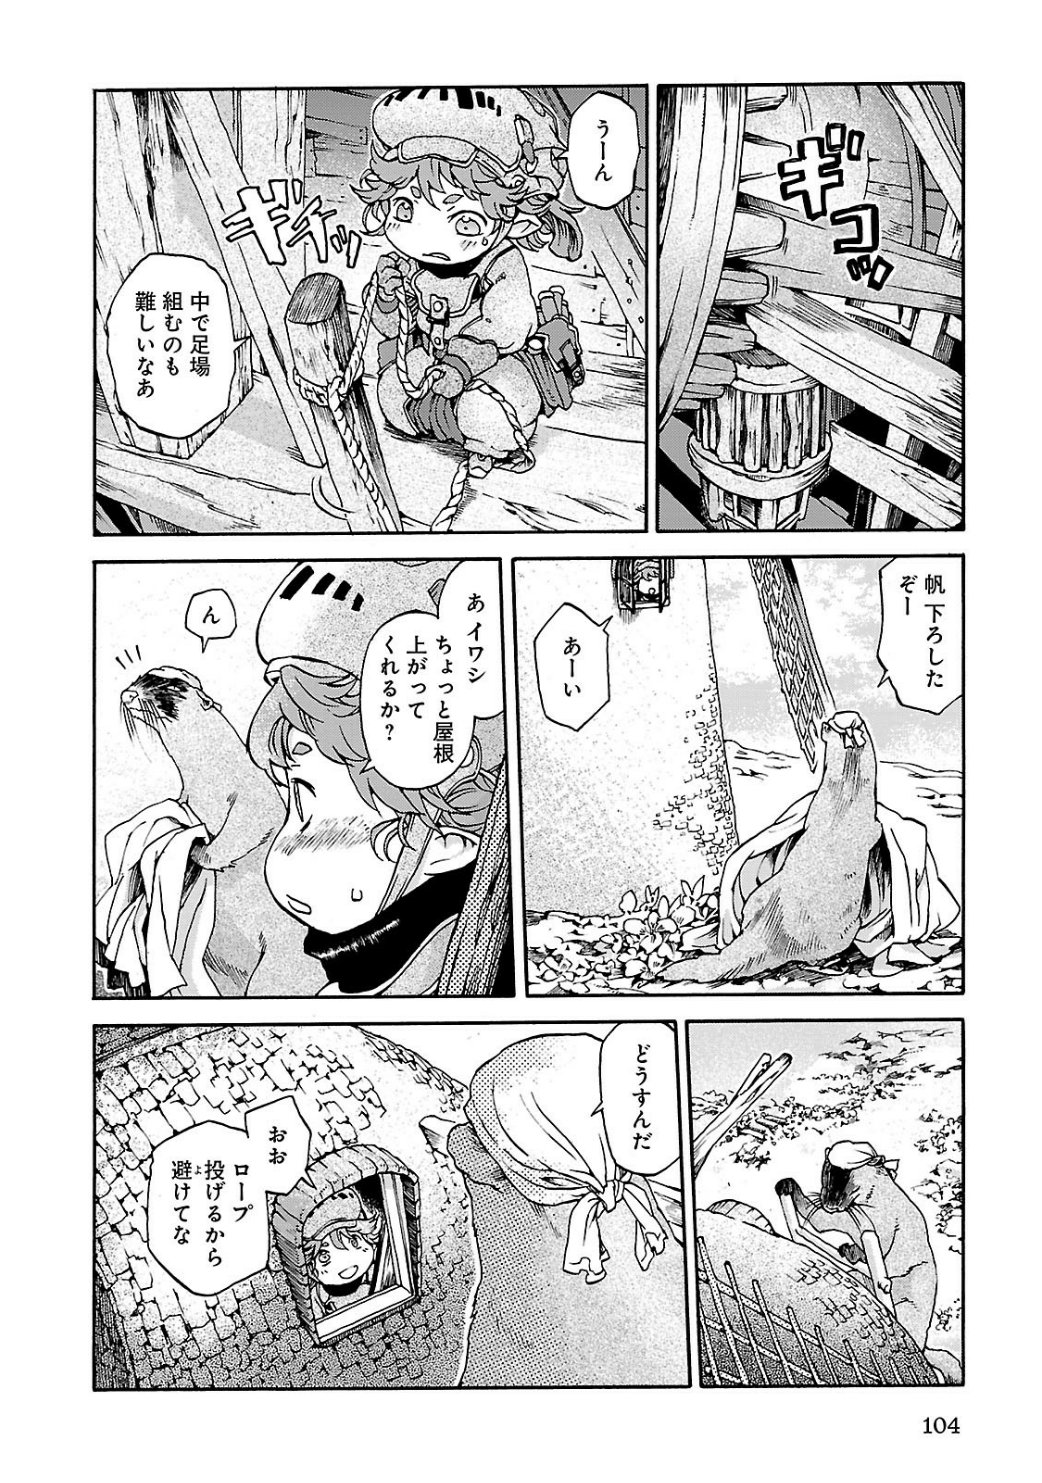 ギコ…
うーん
ギチッ
中で足場
組むのも
難しいなあ
帆 下ろした
ぞー
あーい
あ イワシ
ちょっと屋根
上がって
くれるか？
ん
どうすんだ
おお
ロープ
投げるから
避けてな
よ
104